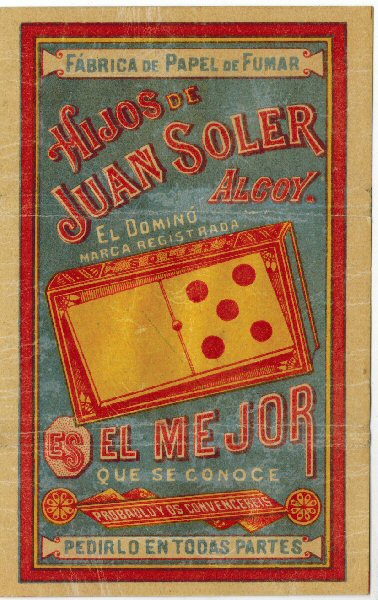 FÁBRICA DE PAPEL DE FUMAR
HIJOS DE
JUAN SOLER
ALCOY.
EL DOMINÓ
MARCA REGISTRADA
SOLER
ES EL MEJOR
QUE SE CONOCE
PROBADLO Y OS CONVENCEREIS
PEDIRLO EN TODAS PARTES